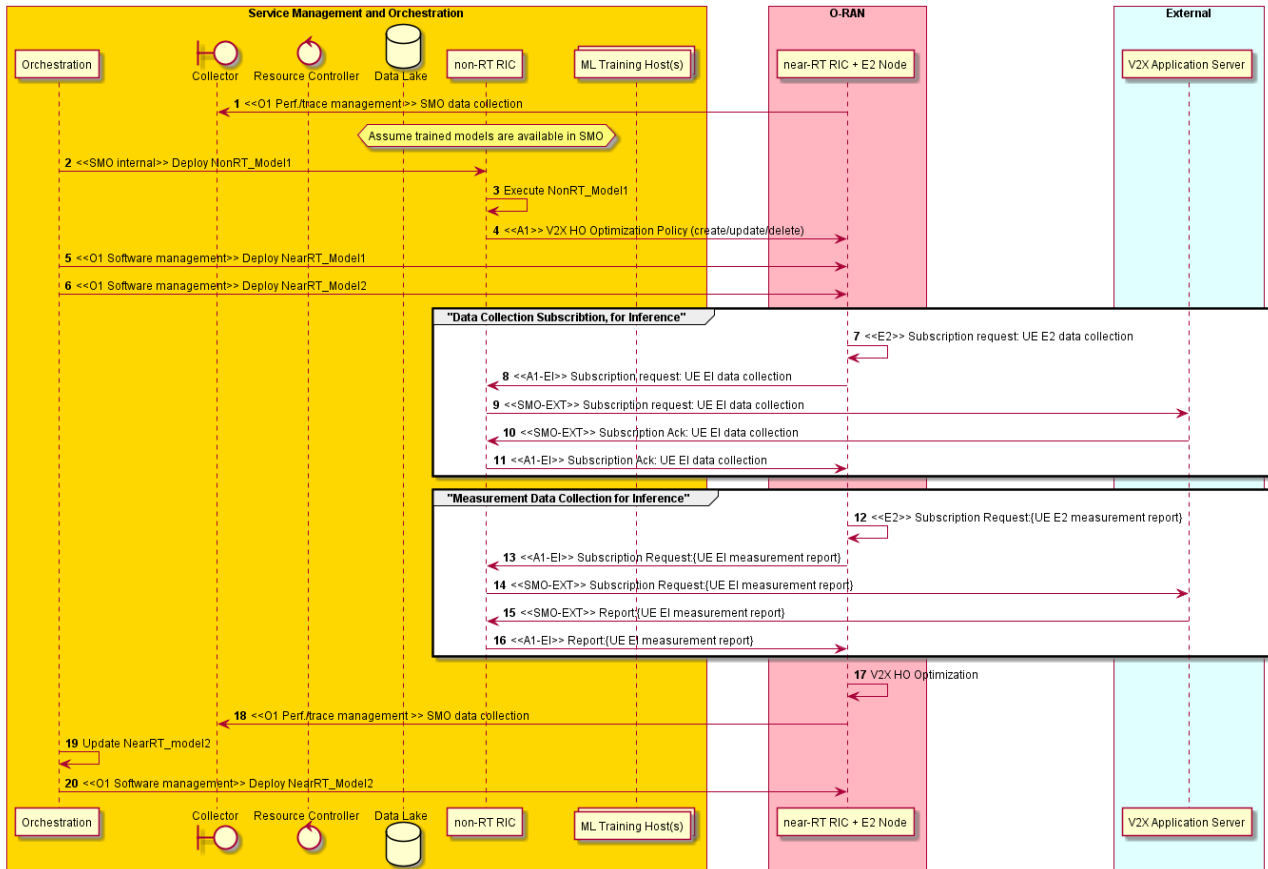 Service Management and Orchestration
O-RAN
External
Orchestration
Collector
Resource Controller
Data Lake
non-RT RIC
ML Training Host(s)
near-RT RIC + E2 Node
V2X Application Server
1 <<O1 Perf./trace management>> SMO data collection
Assume trained models are available in SMO
2 <<SMO internal>> Deploy NonRT_Model1
3 Execute NonRT_Model1
4 <<A1>> V2X HO Optimization Policy (create/update/delete)
5 <<O1 Software management>> Deploy NearRT_Model1
6 <<O1 Software management>> Deploy NearRT_Model2
"Data Collection Subscribtion, for Inference"
7 <<E2>> Subscription request: UE E2 data collection
8 <<A1-EI>> Subscription request: UE EI data collection
9 <<SMO-EXT>> Subscription request: UE EI data collection
10 <<SMO-EXT>> Subscription Ack: UE EI data collection
11 <<A1-EI>> Subscription Ack: UE EI data collection
"Measurement Data Collection for Inference"
12 <<E2>> Subscription Request:{UE E2 measurement report}
13 <<A1-EI>> Subscription Request:{UE EI measurement report}
14 <<SMO-EXT>> Subscription Request:{UE EI measurement report}
15 <<SMO-EXT>> Report:{UE EI measurement report}
16 <<A1-EI>> Report:{UE EI measurement report}
17 V2X HO Optimization
18 <<O1 Perf./trace management >> SMO data collection
19 Update NearRT_model2
20 <<O1 Software management>> Deploy NearRT_Model2
Orchestration
Collector
Resource Controller
Data Lake
non-RT RIC
ML Training Host(s)
near-RT RIC + E2 Node
V2X Application Server